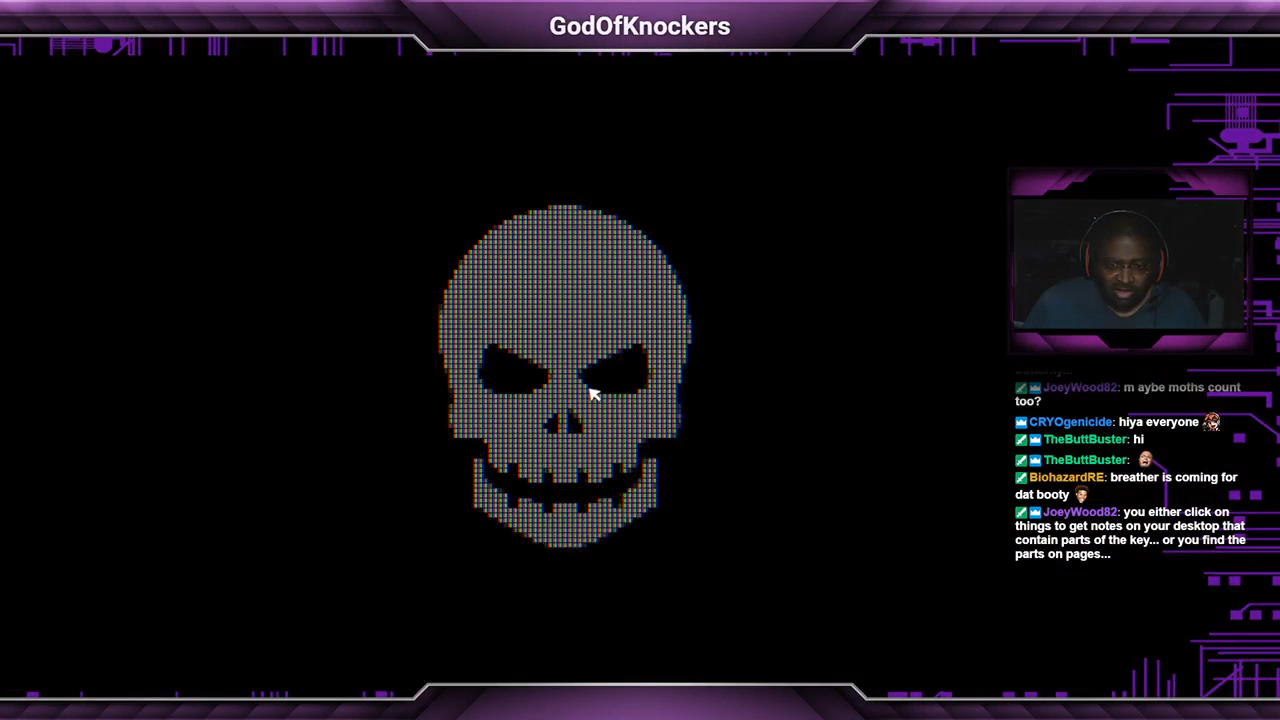 GodOfKnockers
JoeyWood82: m aybe moths count
too?
CRYOgenicide: hiya everyone
TheButtBuster: hi
TheButtBuster:
BiohazardRE: breather is coming for
dat booty
JoeyWood82: you either click on
things to get notes on your desktop that
contain parts of the key... or you find the
parts on pages...